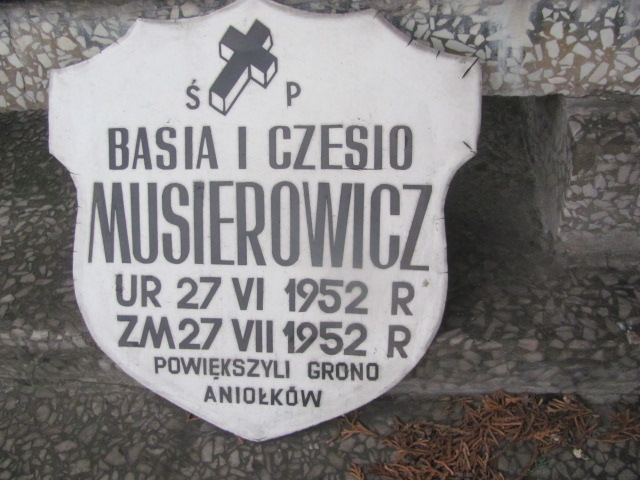 Ś P
BASIA I CZESIO
MUSIEROWICZ
UR 27 VI 1952 R
ZM 27 VII 1952 R
POWIĘKSZYLI GRONO
ANIOŁKÓW